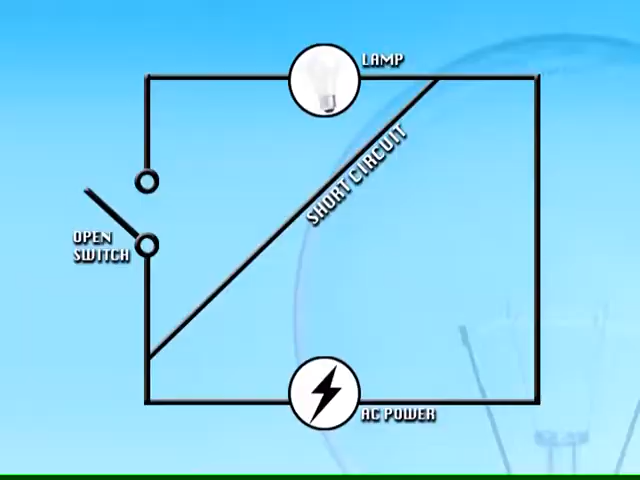 LAMP
SHORT CIRCUIT
OPEN
SWITCH
AC POWER